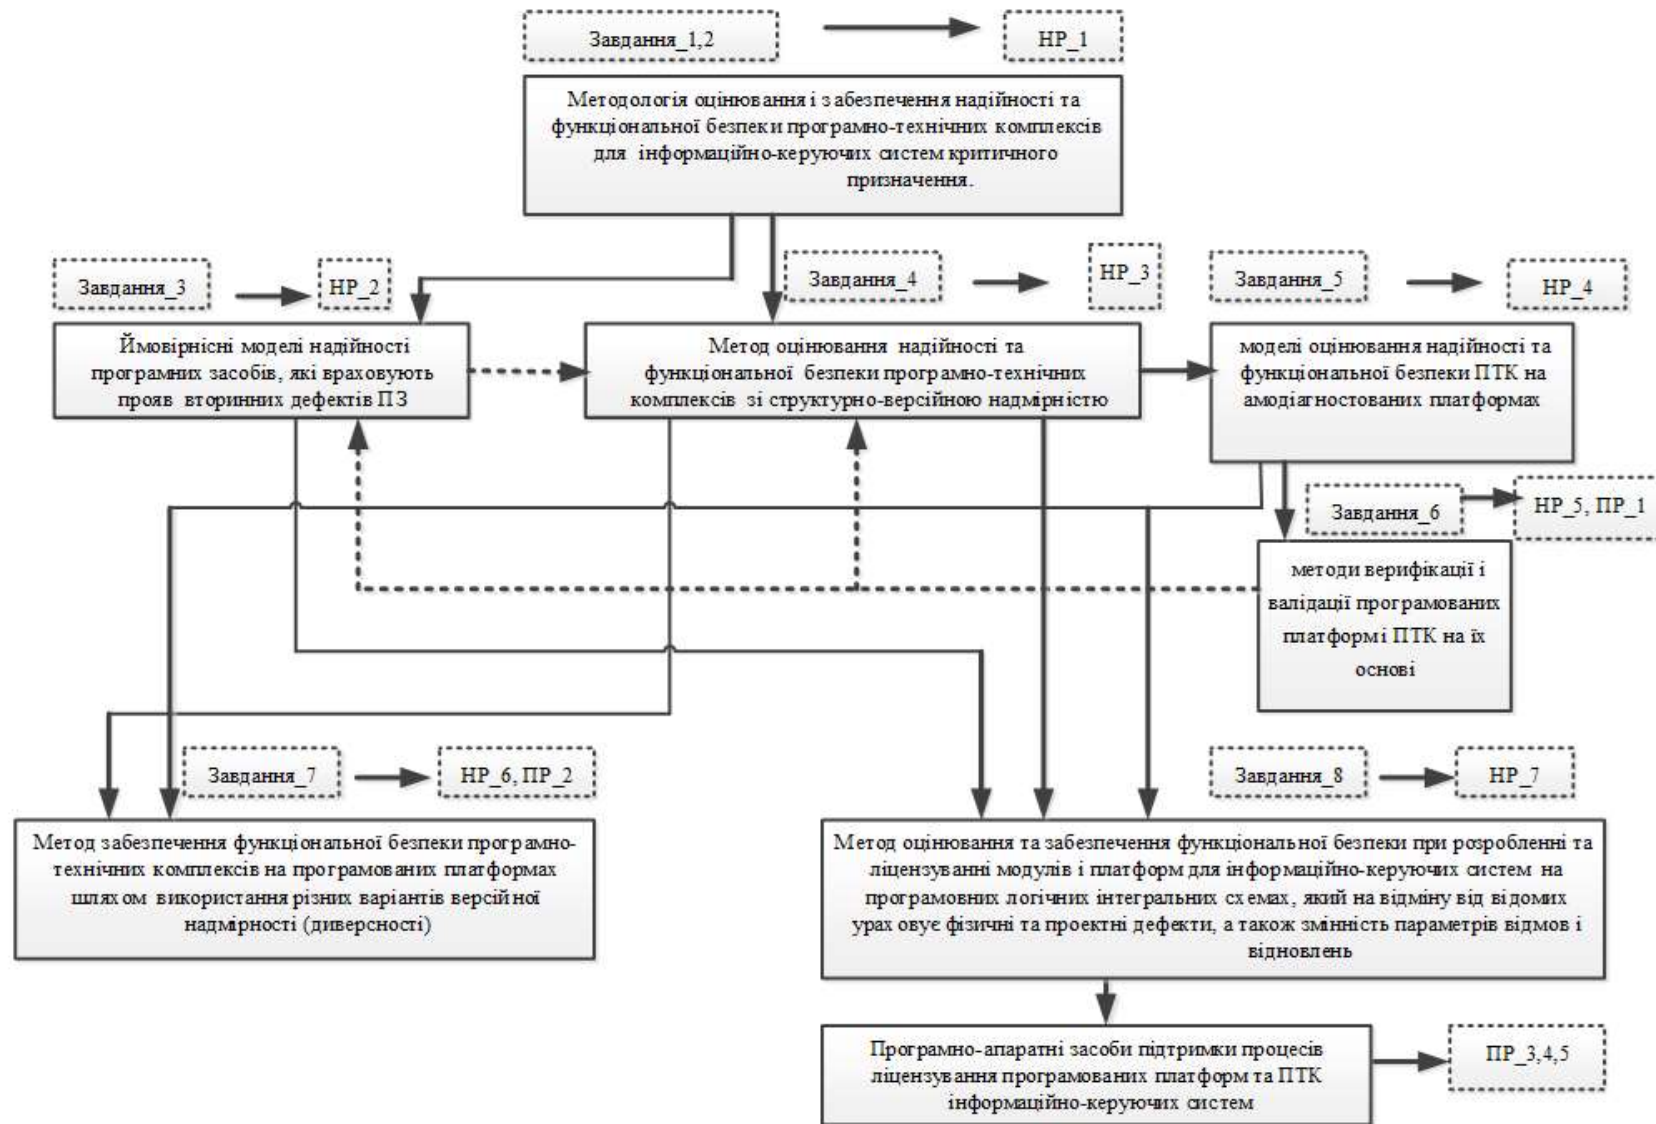 Завдання_1,2
НР_1
Методологія оцінювання і забезпечення надійності та
функціональної безпеки програмно-технічних комплексів
для інформаційно-керуючих систем критичного
призначення.
Завдання_3
НР_2
Завдання_4
НР_3
Завдання_5
НР_4
Ймовірнісні моделі надійності
програмних засобів, які враховують
прояв вторинних дефектів ПЗ
Метод оцінювання надійності та
функціональної безпеки програмно-технічних
комплексів зі структурно-версійною надмірністю
моделі оцінювання надійності та
функціональної безпеки ПТК на
амодіагностованих платформах
Завдання_6
НР_5, ПР_1
методи верифікації і
валідації програмованих
платформ і ПТК на їх
основі
Завдання_7
НР_6, ПР_2
Завдання_8
НР_7
Метод забезпечення функціональної безпеки програмно-
технічних комплексів на програмованих платформах
шляхом використання різних варіантів версійної
надмірності (диверсності)
Метод оцінювання та забезпечення функціональної безпеки при розробленні та
ліцензуванні модулів і платформ для інформаційно-керуючих систем на
програмовних логічних інтегральних схемах, який на відміну від відомих
урах овує фізичні та проектні дефекти, а також змінність параметрів відмов і
відновлень
Програмно-апаратні засоби підтримки процесів
ліцензування програмованих платформ та ПТК
інформаційно-керуючих систем
ПР_3,4,5